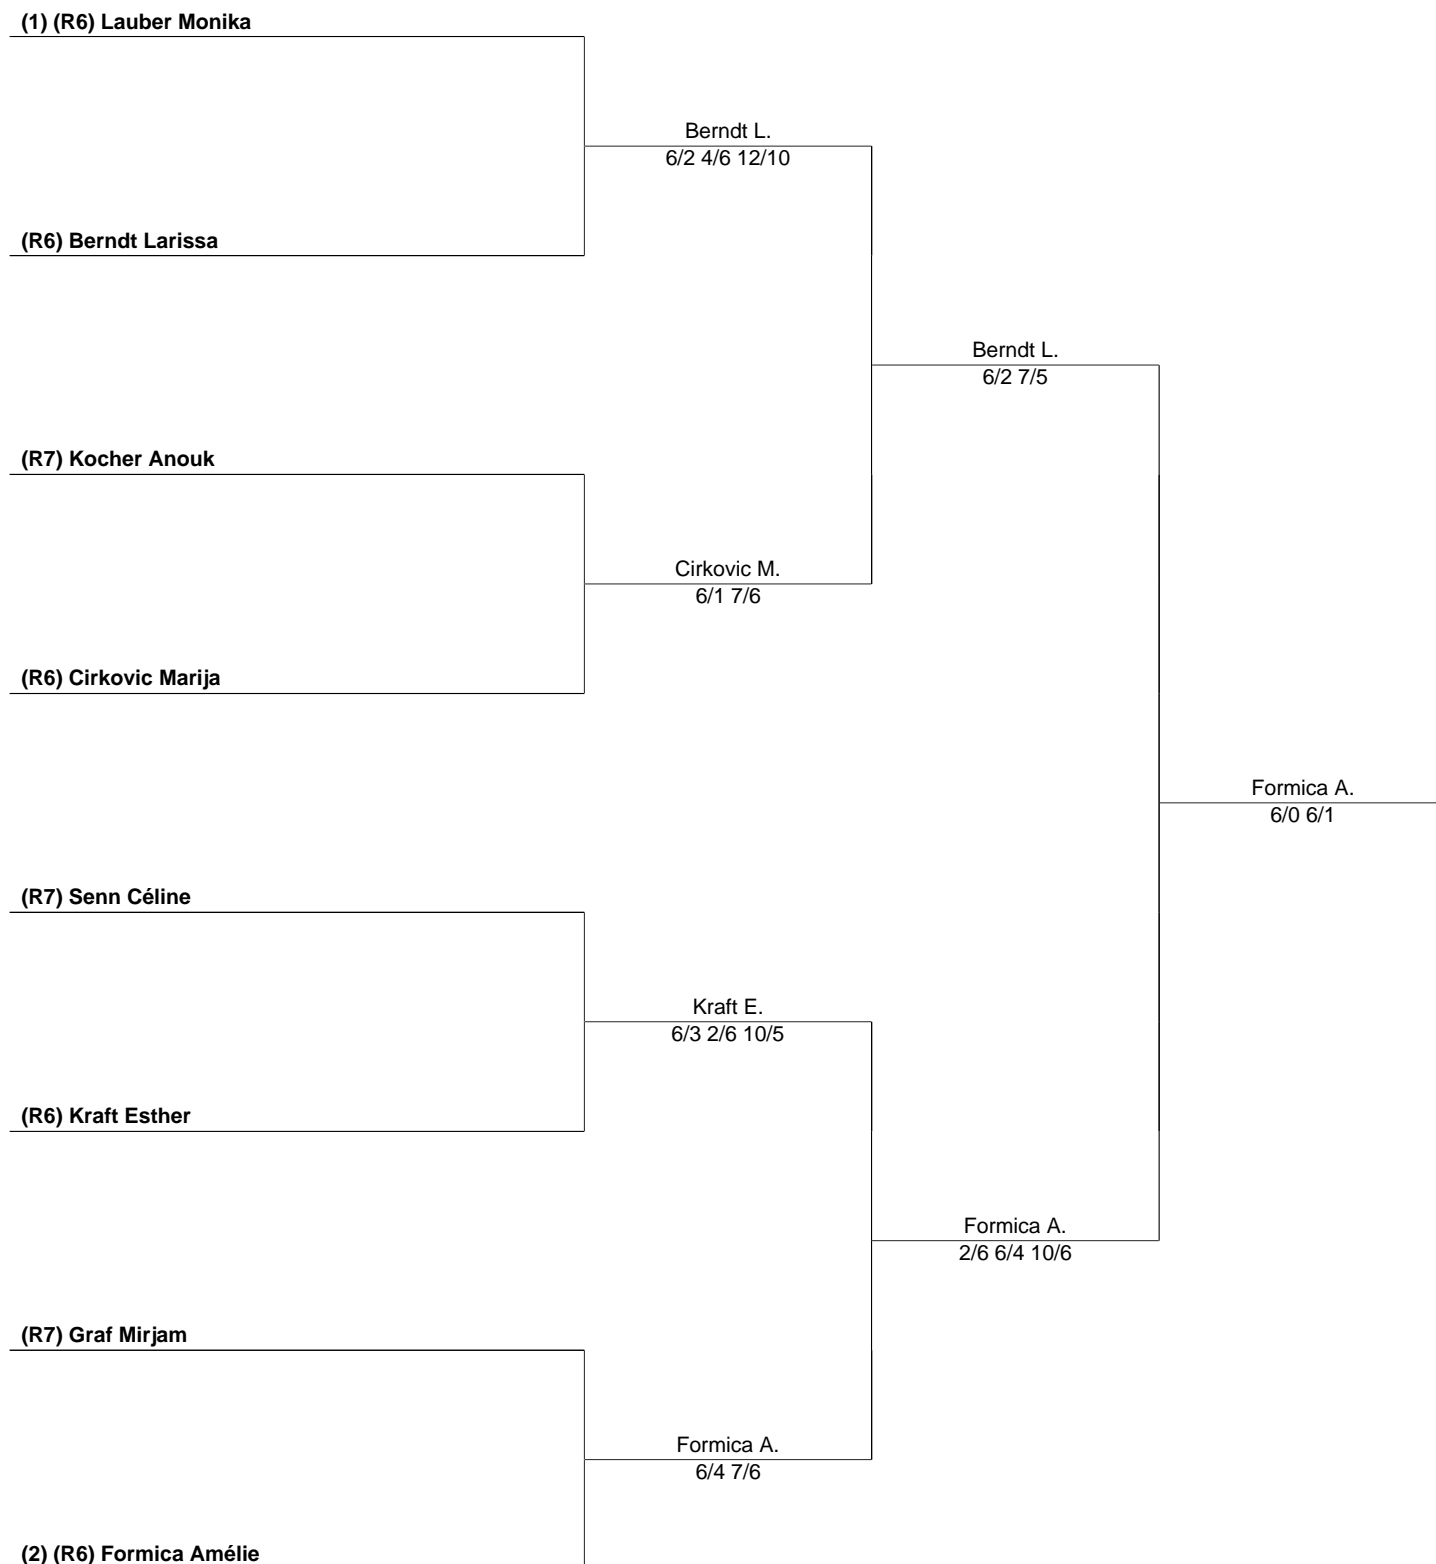 (1) (R6) Lauber Monika
Berndt L.
6/2 4/6 12/10
(R6) Berndt Larissa
Berndt L.
6/2 7/5
(R7) Kocher Anouk
Cirkovic M.
6/1 7/6
(R6) Cirkovic Marija
Formica A.
6/0 6/1
(R7) Senn Céline
Kraft E.
6/3 2/6 10/5
(R6) Kraft Esther
Formica A.
2/6 6/4 10/6
(R7) Graf Mirjam
Formica A.
6/4 7/6
(2) (R6) Formica Amélie